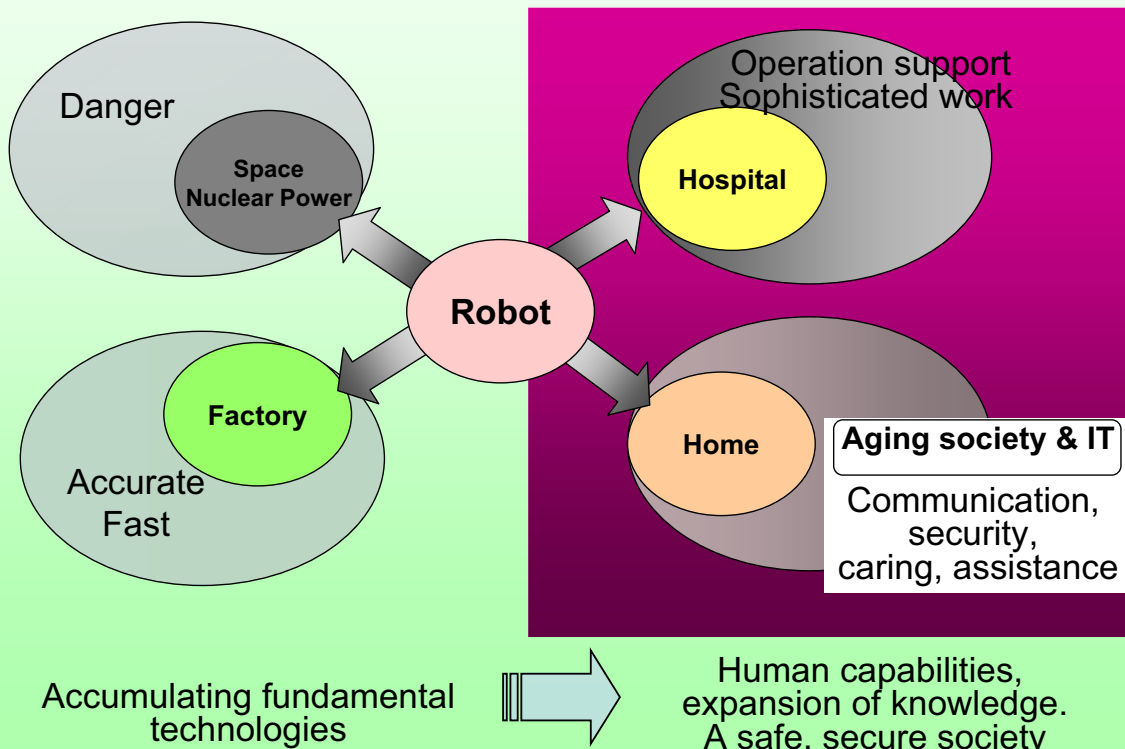 Danger
Space
Nuclear Power
Operation support
Sophisticated work
Hospital
Robot
Factory
Accurate
Fast
Home
Aging society & IT
Communication,
security,
caring, assistance
Accumulating fundamental
technologies
Human capabilities,
expansion of knowledge.
A safe, secure society